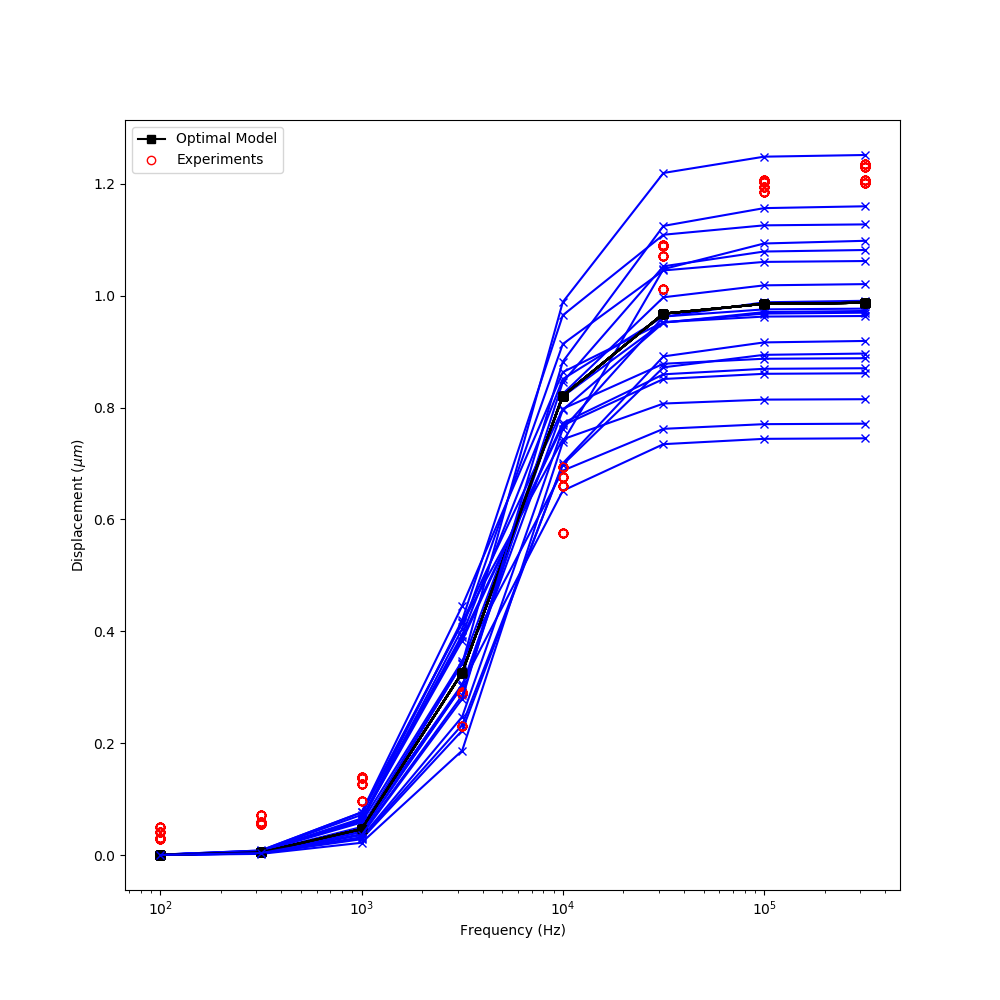 Optimal Model
Experiments
1.2
1.0
0.8
0.6
0.4
0.2
0.0
Displacement (μm)
10² 10³ 10⁴ 10⁵
Frequency (Hz)